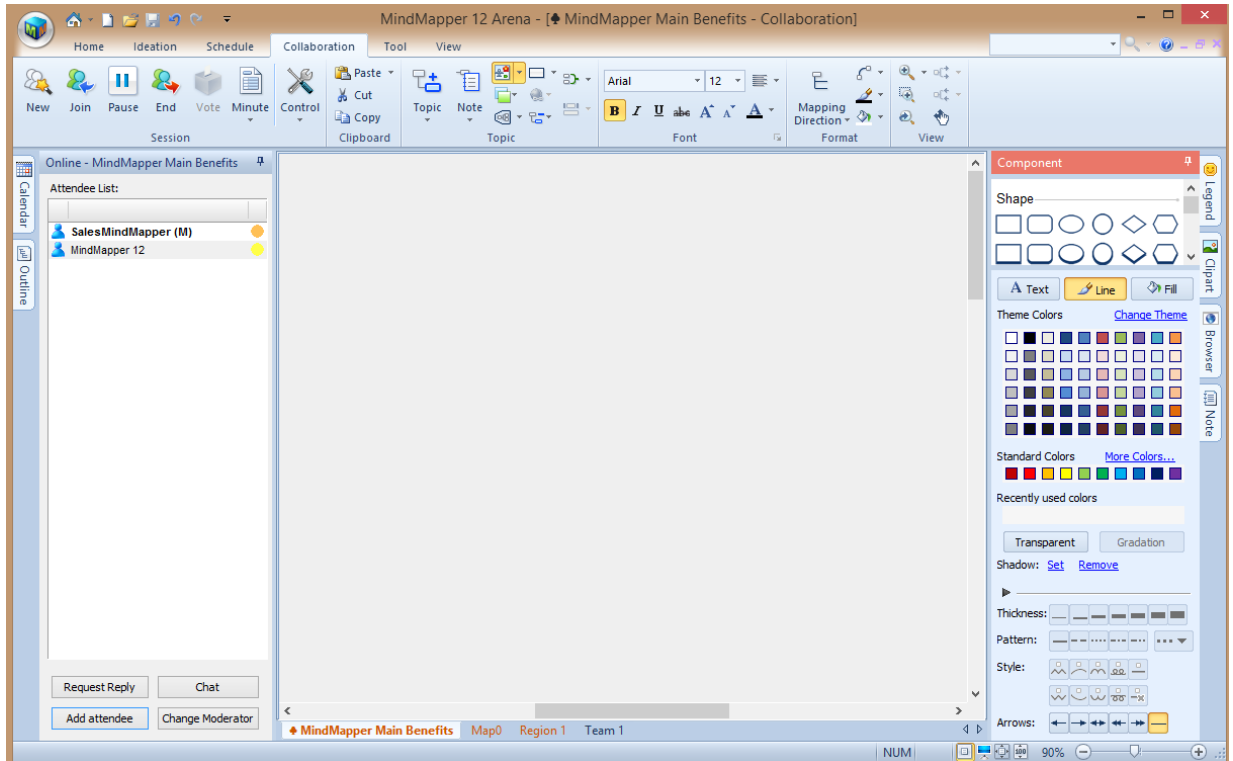 MindMapper 12 Arena - [♣ MindMapper Main Benefits - Collaboration]
Home Ideation Schedule Collaboration Tool View
New Join Pause End Vote Minute
Session
Control
Paste
Cut
Copy
Clipboard
Topic Note
Topic
Arial 12
B I U abc A A A
Font
Mapping
Direction
Format
View
Calendar
Outline
Online - MindMapper Main Benefits
Attendee List:
SalesMindMapper (M)
MindMapper 12
Request Reply Chat
Add attendee Change Moderator
MindMapper Main Benefits Map0 Region 1 Team 1
Component
Shape
A Text Line Fill
Theme Colors Change Theme
Standard Colors More Colors...
Recently used colors
Transparent Gradation
Shadow: Set Remove
Thickness:
Pattern:
Style:
Arrows:
Legend
Clipart
Browser
Note
NUM 100 90%